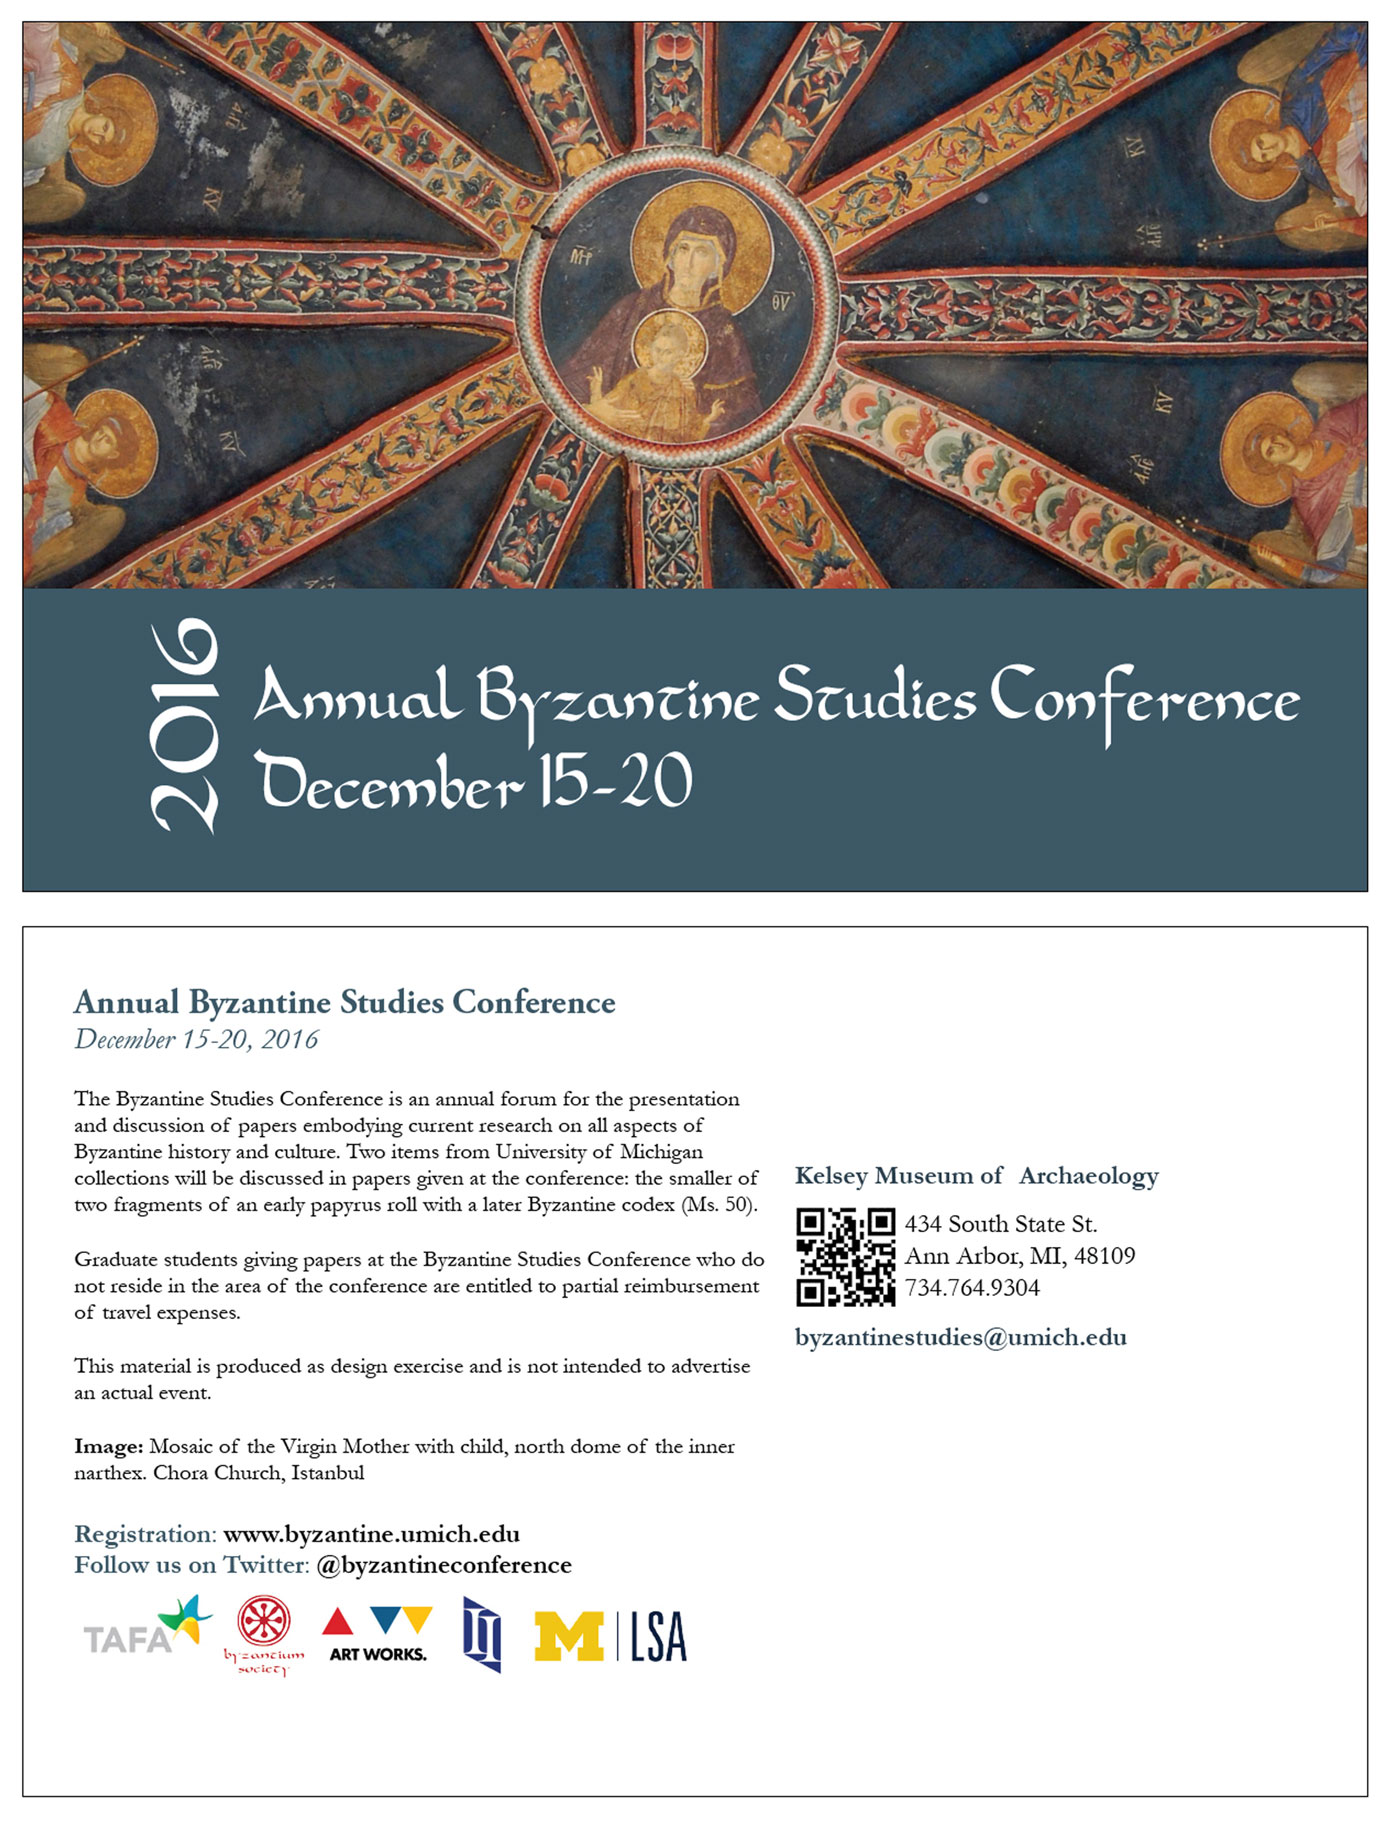 ΜΡ
ΘΥ
2016
Annual Byzantine Studies Conference
December 15-20
Annual Byzantine Studies Conference
December 15-20, 2016
The Byzantine Studies Conference is an annual forum for the presentation
and discussion of papers embodying current research on all aspects of
Byzantine history and culture. Two items from University of Michigan
collections will be discussed in papers given at the conference: the smaller of
two fragments of an early papyrus roll with a later Byzantine codex (Ms. 50).
Graduate students giving papers at the Byzantine Studies Conference who do
not reside in the area of the conference are entitled to partial reimbursement
of travel expenses.
This material is produced as design exercise and is not intended to advertise
an actual event.
Image: Mosaic of the Virgin Mother with child, north dome of the inner
narthex. Chora Church, Istanbul
Registration: www.byzantine.umich.edu
Follow us on Twitter: @byzantineconference
TAFA
byzantium
society
ART WORKS.
M LSA
Kelsey Museum of Archaeology
434 South State St.
Ann Arbor, MI, 48109
734.764.9304
byzantinestudies@umich.edu